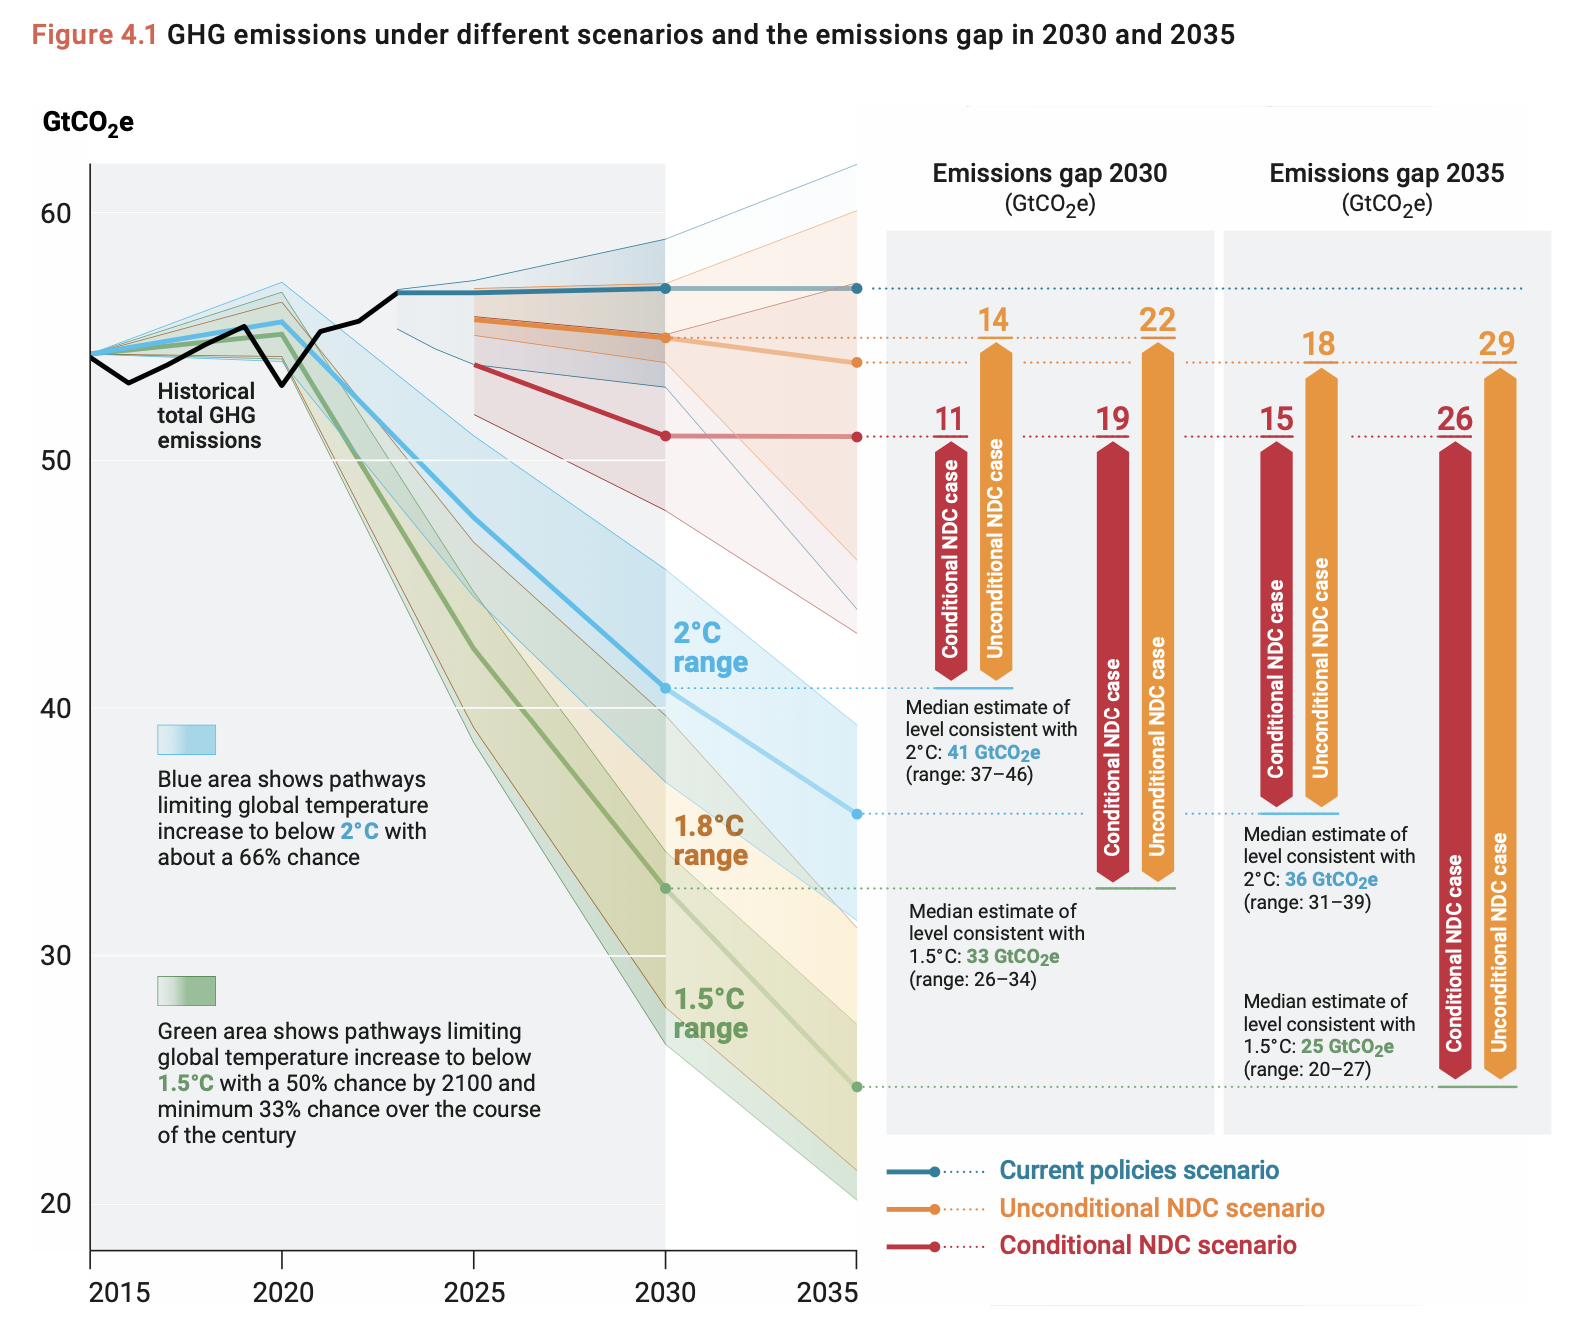 Figure 4.1 GHG emissions under different scenarios and the emissions gap in 2030 and 2035
GtCO₂e
60
50
40
30
20
2015
2020
2025
2030
2035
Historical
total GHG
emissions
2°C
range
1.8°C
range
1.5°C
range
Blue area shows pathways
limiting global temperature
increase to below 2°C with
about a 66% chance
Green area shows pathways limiting
global temperature increase to below
1.5°C with a 50% chance by 2100 and
minimum 33% chance over the course
of the century
Emissions gap 2030
(GtCO₂e)
11
14
19
22
Conditional NDC case
Unconditional NDC case
Conditional NDC case
Unconditional NDC case
Median estimate of
level consistent with
2°C: 41 GtCO₂e
(range: 37–46)
Median estimate of
level consistent with
1.5°C: 33 GtCO₂e
(range: 26–34)
Emissions gap 2035
(GtCO₂e)
15
18
26
29
Conditional NDC case
Unconditional NDC case
Conditional NDC case
Unconditional NDC case
Median estimate of
level consistent with
2°C: 36 GtCO₂e
(range: 31–39)
Median estimate of
level consistent with
1.5°C: 25 GtCO₂e
(range: 20–27)
Current policies scenario
Unconditional NDC scenario
Conditional NDC scenario